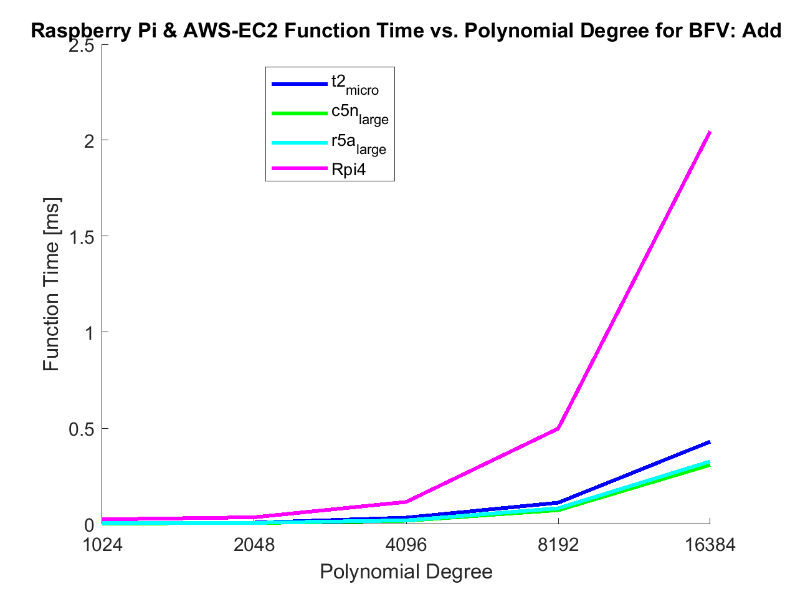 Raspberry Pi & AWS-EC2 Function Time vs. Polynomial Degree for BFV: Add
2.5
2
1.5
1
0.5
0
Function Time [ms]
t2micro
c5nlarge
r5alarge
Rpi4
1024 2048 4096 8192 16384
Polynomial Degree